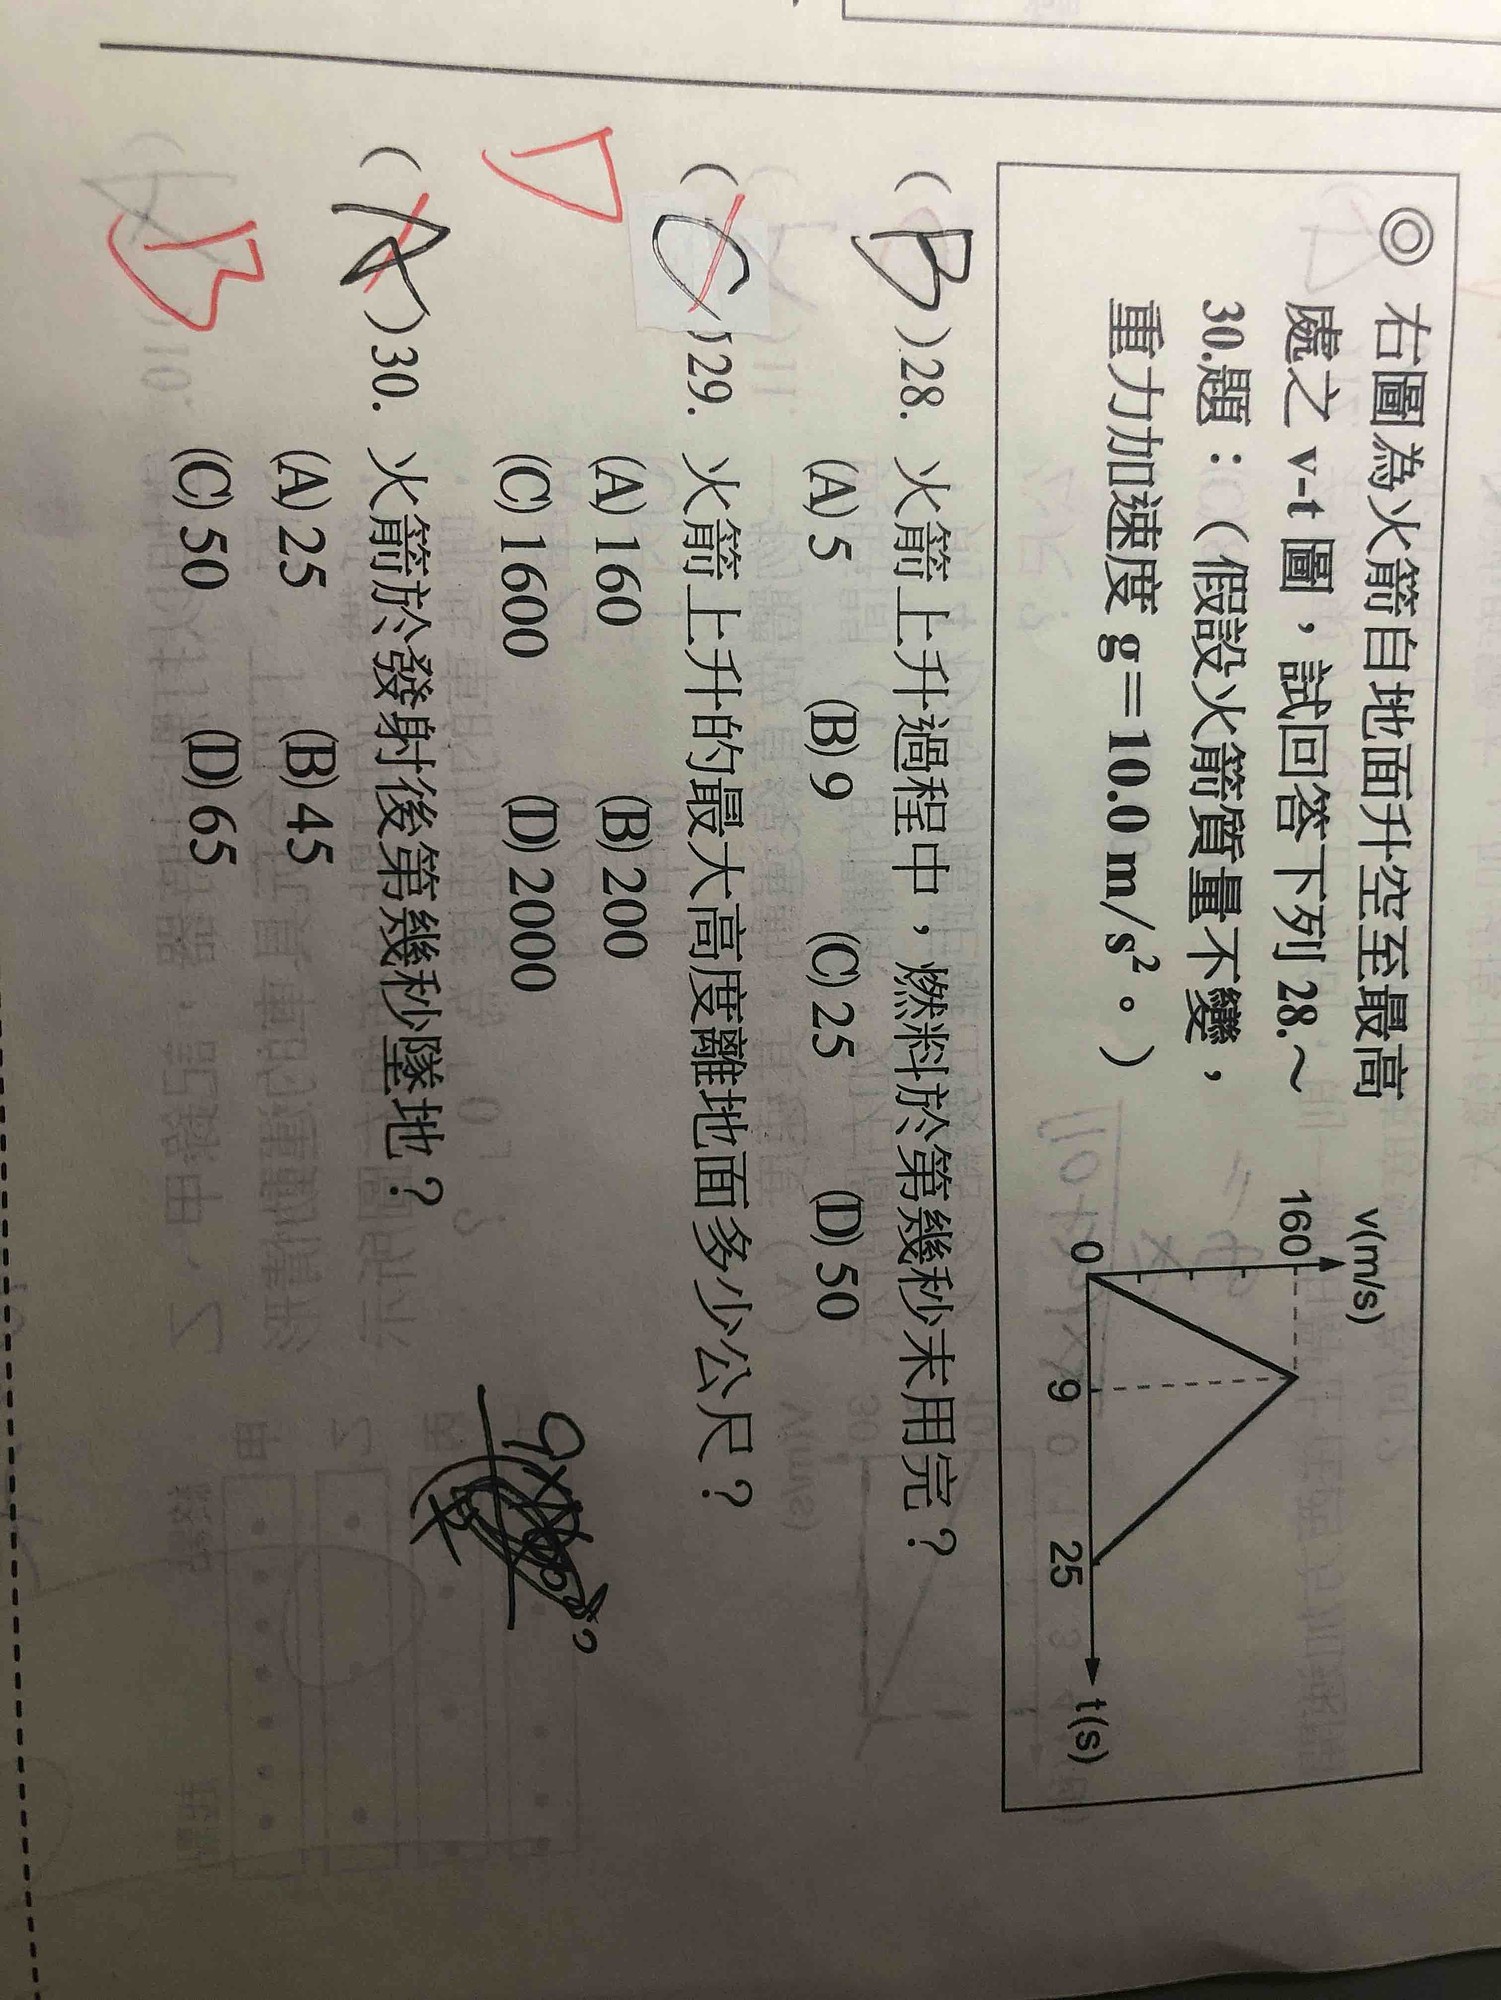 ◎ 右圖為火箭自地面升空至最高
處之 v-t 圖，試回答下列 28.～
30.題：（假設火箭質量不變，
重力加速度 g＝10.0 m/s²。）
v(m/s)
160
0
9
25
t(s)
( B )28. 火箭上升過程中，燃料於第幾秒末用完？
(A) 5 (B) 9 (C) 25 (D) 50
( C )29. 火箭上升的最大高度離地面多少公尺？
D
(A) 160 (B) 200
(C) 1600 (D) 2000
( A )30. 火箭於發射後第幾秒墜地？
B
(A) 25 (B) 45
(C) 50 (D) 65